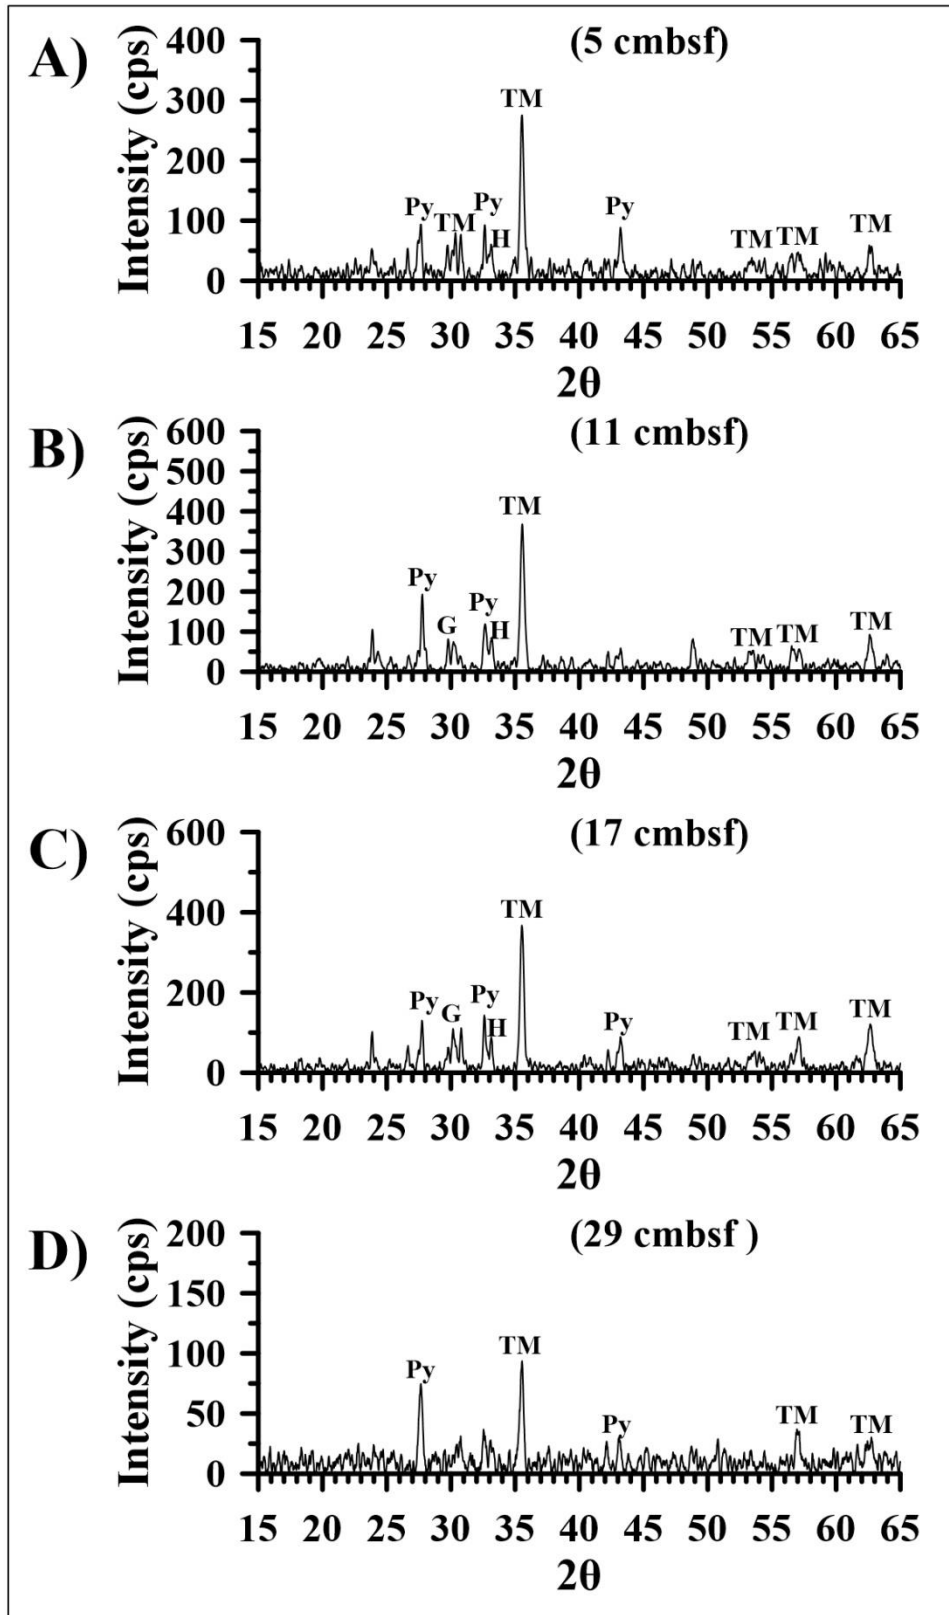 A)
(5 cmbsf)
Intensity (cps)
400
300
200
100
0
Py
TM
Py
H
TM
Py
TM
TM
TM
15 20 25 30 35 40 45 50 55 60 65
2θ
B)
(11 cmbsf)
Intensity (cps)
600
500
400
300
200
100
0
Py
G
Py
H
TM
TM
TM
TM
15 20 25 30 35 40 45 50 55 60 65
2θ
C)
(17 cmbsf)
Intensity (cps)
600
400
200
0
Py
G
Py
H
TM
Py
TM
TM
TM
15 20 25 30 35 40 45 50 55 60 65
2θ
D)
(29 cmbsf )
Intensity (cps)
200
150
100
50
0
Py
TM
Py
TM
TM
15 20 25 30 35 40 45 50 55 60 65
2θ